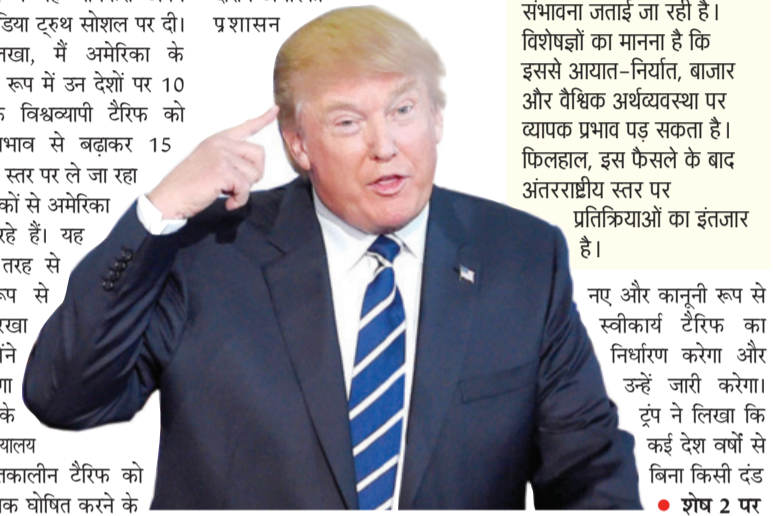 डिया ट्रुथ सोशल पर दी।
लिखा, मैं अमेरिका के
रूप में उन देशों पर 10
विश्वव्यापी टैरिफ को
से बढ़ाकर 15
स्तर पर ले जा रहा
से अमेरिका
रहे हैं। यह
तरह से
से
रखा
के
तकालीन टैरिफ को
घोषित करने के
प्रशासन
संभावना जताई जा रही है।
विशेषज्ञों का मानना है कि
इससे आयात-निर्यात, बाजार
और वैश्विक अर्थव्यवस्था पर
व्यापक प्रभाव पड़ सकता है।
फिलहाल, इस फैसले के बाद
अंतरराष्ट्रीय स्तर पर
प्रतिक्रियाओं का इंतजार
है।
नए और कानूनी रूप से
स्वीकार्य टैरिफ का
निर्धारण करेगा और
उन्हें जारी करेगा।
ट्रंप ने लिखा कि
कई देश वर्षों से
बिना किसी दंड
• शेष 2 पर